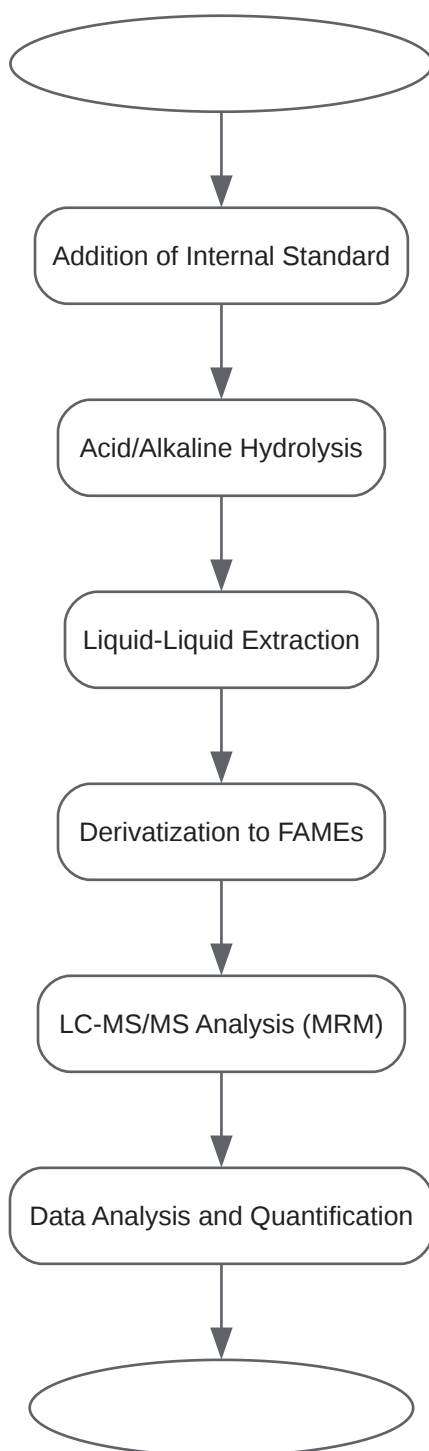 Addition of Internal Standard
Acid/Alkaline Hydrolysis
Liquid-Liquid Extraction
Derivatization to FAMEs
LC-MS/MS Analysis (MRM)
Data Analysis and Quantification